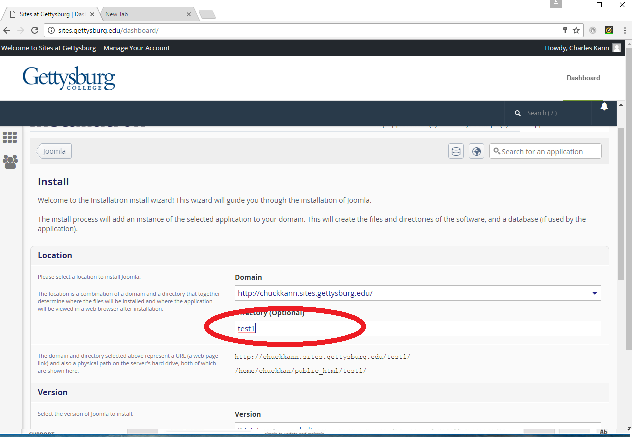 Sites at Gettysburg | Das
New Tab
sites.gettysburg.edu/dashboard/
Welcome to Sites at Gettysburg Manage Your Account
Howdy, Charles Kann
Gettysburg
COLLEGE
Dashboard
Search ( / )
Joomla
Search for an application
Install
Welcome to the Installatron install wizard! This wizard will guide you through the installation of Joomla.
The install process will add an instance of the selected application to your domain. This will create the files and directories of the software, and a database (if used by the
application).
Location
Please select a location to install Joomla.
The location is a combination of a domain and a directory that together
determine where the files will be installed and where the application
will be viewed in a web browser after installation.
Domain
http://chuckkann.sites.gettysburg.edu/
Directory (Optional)
test1
The domain and directory selected above represent a URL (a web page
link) and also a physical path on the server's hard drive, both of which
are shown here.
http://chuckkann.sites.gettysburg.edu/test1/
/home/chuckkan/public_html/test1/
Version
Select the version of Joomla to install.
Version